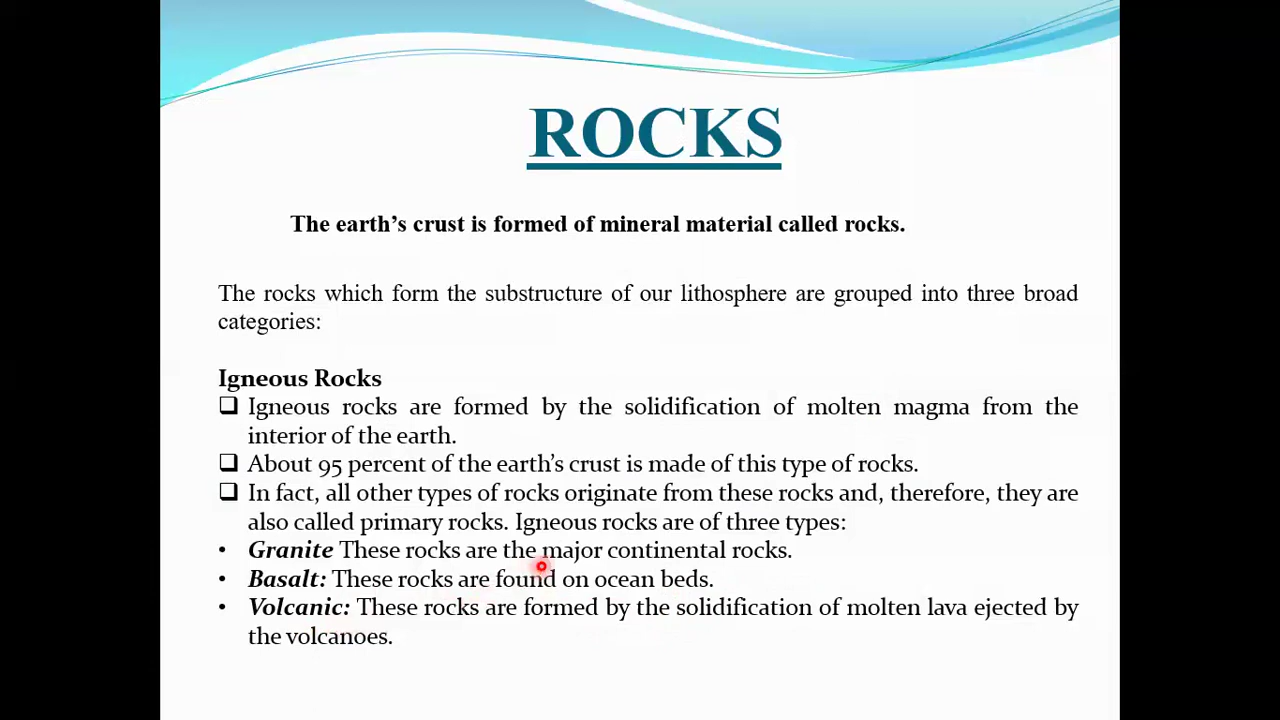 ROCKS
The earth’s crust is formed of mineral material called rocks.
The rocks which form the substructure of our lithosphere are grouped into three broad
categories:
Igneous Rocks
❑ Igneous rocks are formed by the solidification of molten magma from the
interior of the earth.
❑ About 95 percent of the earth’s crust is made of this type of rocks.
❑ In fact, all other types of rocks originate from these rocks and, therefore, they are
also called primary rocks. Igneous rocks are of three types:
• Granite These rocks are the major continental rocks.
• Basalt: These rocks are found on ocean beds.
• Volcanic: These rocks are formed by the solidification of molten lava ejected by
the volcanoes.